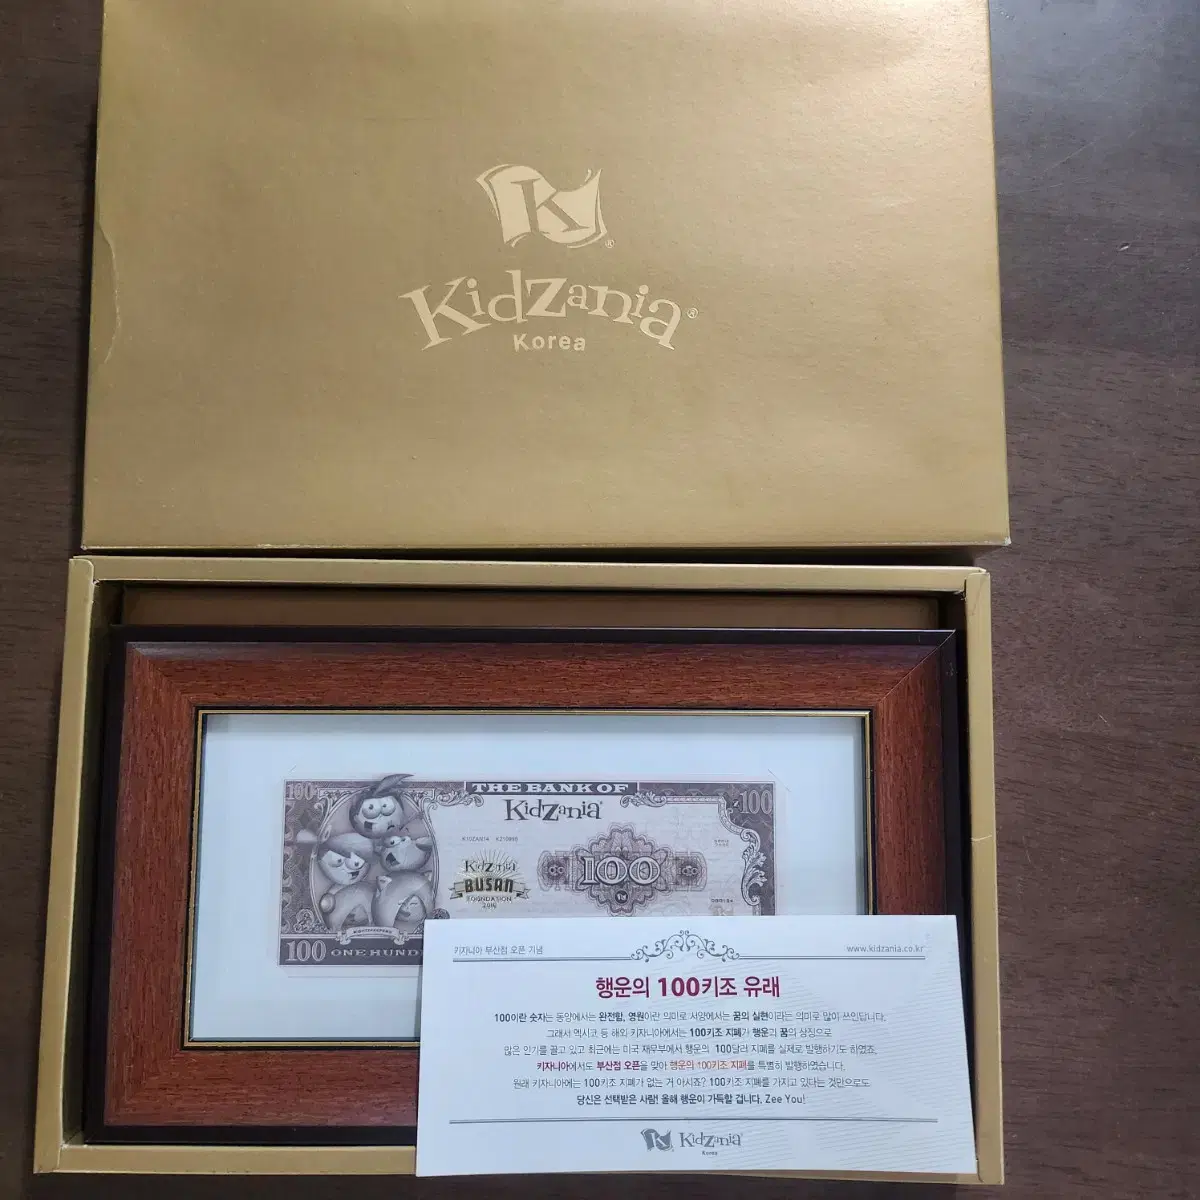 K
®
KidZania®
Korea
100
THE BANK OF
KidZania®
100
KidZania
BUSAN
FOUNDATION
2016
100
100
ONE HUND
키자니아 부산점 오픈 기념
www.kidzania.co.kr
행운의 100키조 유래
100이란 숫자는 동양에서는 완전함, 영원이란 의미로 서양에서는 꿈의 실현이라는 의미로 많이 쓰인답니다.
그래서 멕시코 등 해외 키자니아에서는 100키조 지폐가 행운과 꿈의 상징으로
많은 인기를 끌고 있고 최근에는 미국 재무부에서 행운의 100달러 지폐를 실제로 발행하기도 하였죠.
키자니아에서도 부산점 오픈을 맞아 행운의 100키조 지폐를 특별히 발행하였습니다.
원래 키자니아에는 100키조 지폐가 없는 거 아시죠? 100키조 지폐를 가지고 있다는 것만으로도
당신은 선택받은 사람! 올해 행운이 가득할 겁니다. Zee You!
K KidZania
Korea